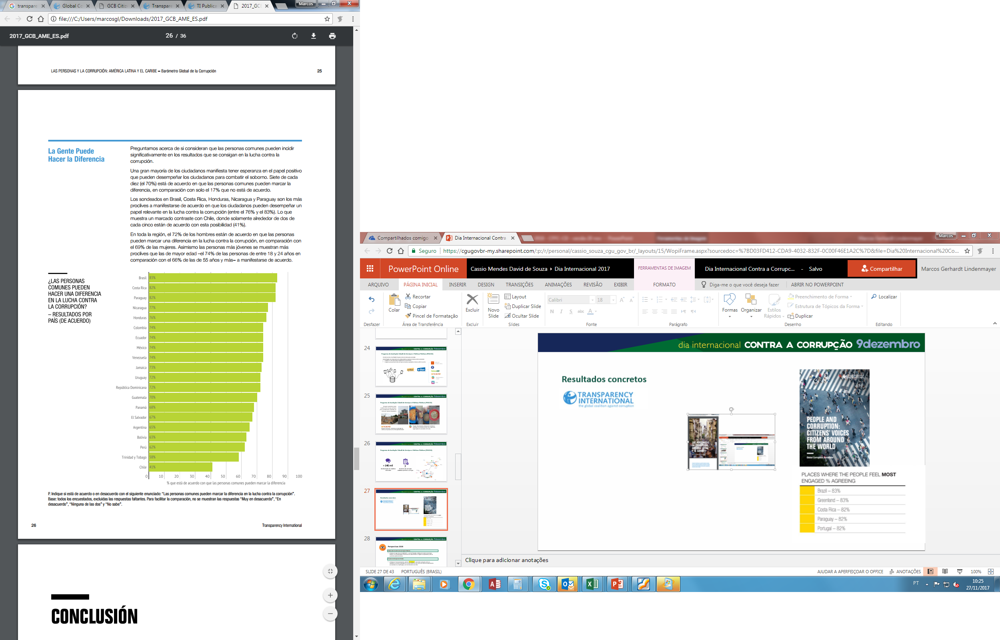 transpare
Global Co
GCB Citiz
Transpare
TI Publica
2017_GCB
Marcos
file:///C:/Users/marcosgl/Downloads/2017_GCB_AME_ES.pdf
2017_GCB_AME_ES.pdf
26 / 36
LAS PERSONAS Y LA CORRUPCIÓN: AMÉRICA LATINA Y EL CARIBE – Barómetro Global de la Corrupción
25
La Gente Puede
Hacer la Diferencia
Preguntamos acerca de si consideran que las personas comunes pueden incidir
significativamente en los resultados que se consigan en la lucha contra la
corrupción.
Una gran mayoría de los ciudadanos manifiesta tener esperanza en el papel positivo
que pueden desempeñar los ciudadanos para combatir el soborno. Siete de cada
diez (el 70%) está de acuerdo en que las personas comunes pueden marcar la
diferencia, en comparación con solo el 17% que no está de acuerdo.
Los sondeados en Brasil, Costa Rica, Honduras, Nicaragua y Paraguay son los más
proclives a manifestarse de acuerdo en que los ciudadanos pueden desempeñar un
papel relevante en la lucha contra la corrupción (entre el 76% y el 83%). Lo que
muestra un marcado contraste con Chile, donde solamente alrededor de dos de
cada cinco están de acuerdo con esta posibilidad (41%).
En toda la región, el 72% de los hombres están de acuerdo en que las personas
pueden marcar una diferencia en la lucha contra la corrupción, en comparación con
el 69% de las mujeres. Asimismo las personas más jóvenes se muestran más
proclives que las de mayor edad –el 74% de las personas de entre 18 y 24 años en
comparación con el 66% de las de 55 años y más– a manifestarse de acuerdo.
¿LAS PERSONAS
COMUNES PUEDEN
HACER UNA DIFERENCIA
EN LA LUCHA CONTRA
LA CORRUPCIÓN?
– RESULTADOS POR
PAÍS (DE ACUERDO)
Brasil 83%
Costa Rica 82%
Paraguay 82%
Nicaragua 77%
Honduras 76%
Colombia 74%
Ecuador 74%
México 74%
Venezuela 74%
Jamaica 73%
Uruguay 72%
República Dominicana 72%
Guatemala 70%
Panamá 68%
El Salvador 67%
Argentina 65%
Bolivia 63%
Perú 62%
Trinidad y Tobago 58%
Chile 41%
0 10 20 30 40 50 60 70 80 90 100
% que está de acuerdo con que las personas comunes pueden marcar la diferencia
P. Indique si está de acuerdo o en desacuerdo con el siguiente enunciado: "Las personas comunes pueden marcar la diferencia en la lucha contra la corrupción".
Base: todos los encuestados, excluidas las respuestas faltantes. Para facilitar la comparación, no se muestran las respuestas "Muy en desacuerdo", "En
desacuerdo", "Ninguna de las dos" y "No sabe".
26
Transparency International
CONCLUSIÓN
Compartilhados comigo
Dia Internacional Contra
Marcos
Seguro
https://cgugovbr-my.sharepoint.com/:p:/r/personal/cassio_souza_cgu_gov_br/_layouts/15/WopiFrame.aspx?sourcedoc=%7BD03FD412-CDA9-4032-832F-0C00F46E1A2C%7D&file=Dia%20Internacional%20Co...
PowerPoint Online
Cassio Mendes David de Souza
Dia Internacional 2017
FERRAMENTAS DE IMAGEM
Dia Internacional Contra a Corrupc... - Salvo
Compartilhar
Marcos Gerhardt Lindenmayer
ARQUIVO PÁGINA INICIAL INSERIR DESIGN TRANSIÇÕES ANIMAÇÕES REVISÃO EXIBIR FORMATO
Diga-me o que você deseja fazer
ABRIR NO POWERPOINT
Desfazer
Colar
Recortar
Copiar
Pincel de Formatação
Área de Transferência
Excluir
Excluir
Novo
Slide
Layout
Duplicar Slide
Ocultar Slide
Slides
Calibri 18
N I S abc A
Fonte
Parágrafo
Formas
Organizar
Estilos
Rápidos
Preenchimento de Forma
Estrutura de Tópicos da Forma
Duplicar
Desenho
Localizar
Editando
24
25
26
+ 140 mil
7
27
Resultados concretos
28
Perspectivas 2018
dia internacional CONTRA A CORRUPÇÃO 9dezembro
Resultados concretos
TRANSPARENCY
INTERNATIONAL
the global coalition against corruption
LAS PERSONAS Y
LA CORRUPCIÓN:
AMÉRICA LATINA
Y EL CARIBE
PEOPLE AND
CORRUPTION:
CITIZENS' VOICES
FROM AROUND
THE WORLD
Global Corruption Barometer
PLACES WHERE THE PEOPLE FEEL MOST
ENGAGED % AGREEING
Brazil – 83%
Greenland – 83%
Costa Rica – 82%
Paraguay – 82%
Portugal – 82%
Clique para adicionar anotações
SLIDE 27 DE 43
PORTUGUÊS (BRASIL)
AJUDAR A APERFEIÇOAR O OFFICE
ANOTAÇÕES
100%
PT
10:25
27/11/2017